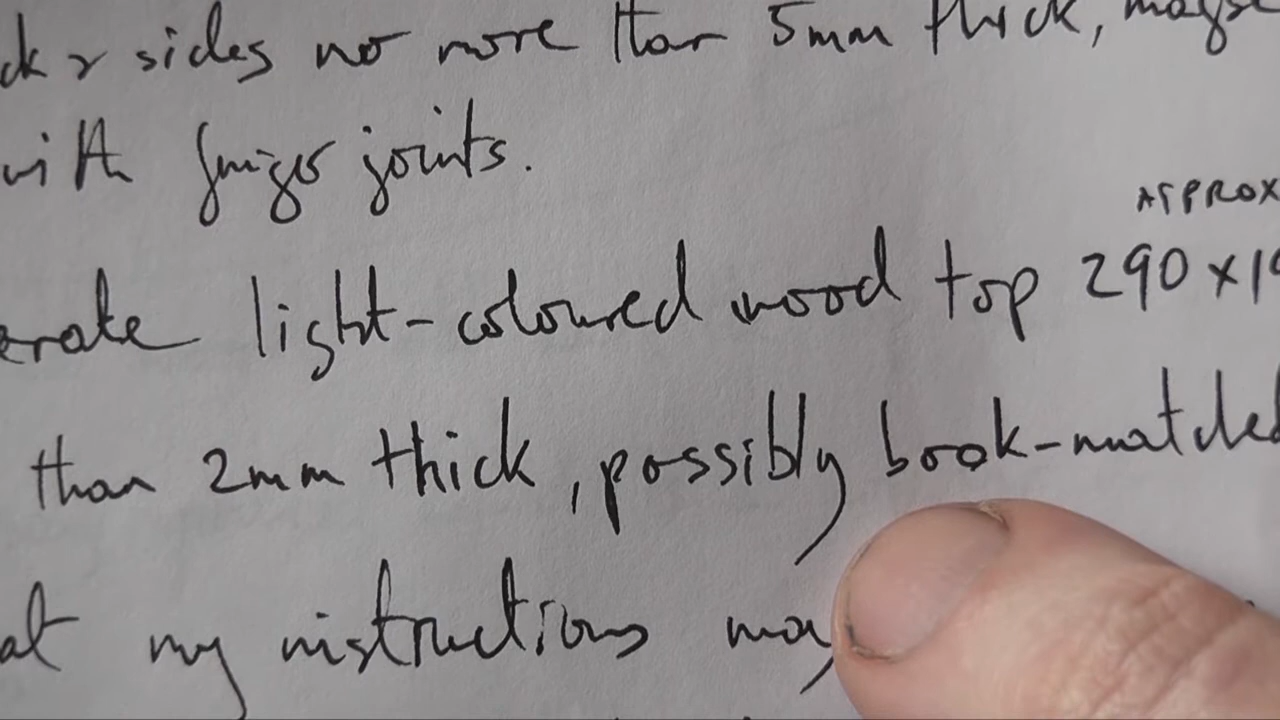 ck & sides no more than 5mm thick, maybe
with finger joints.
APPROX
erate light-coloured wood top 290 x 19
than 2mm thick, possibly book-matched
at my instructions may